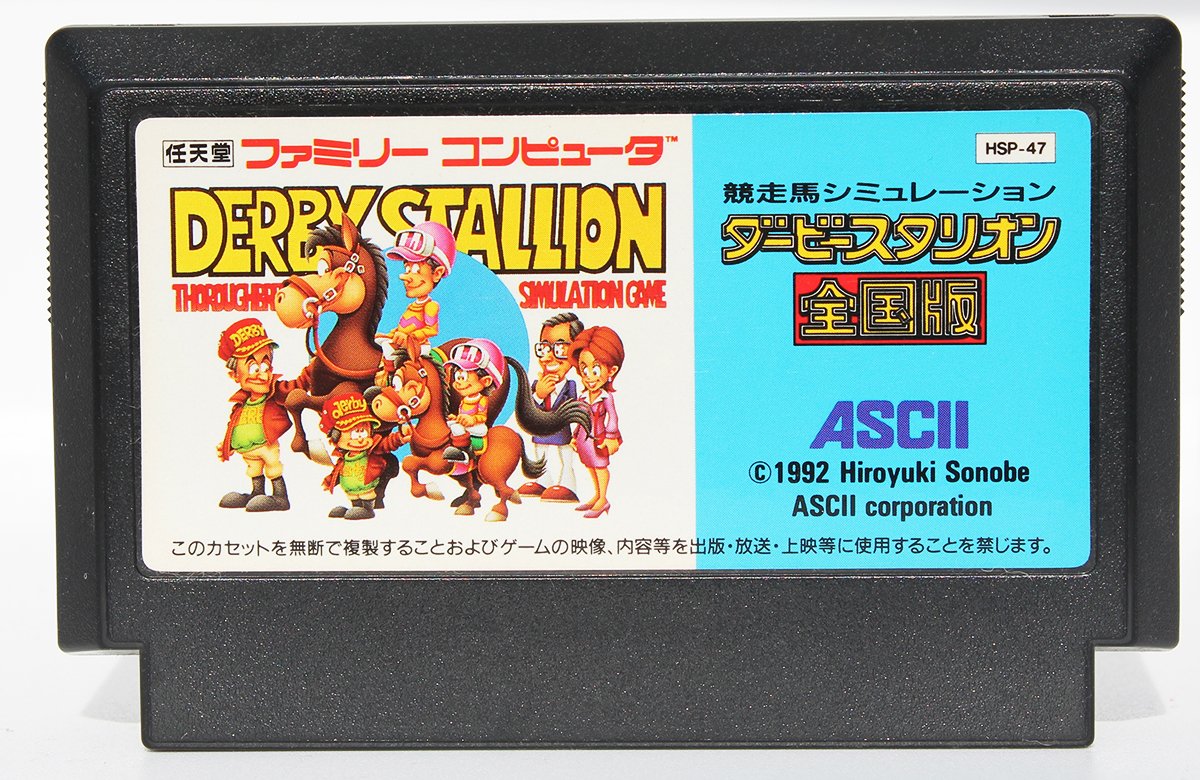 任天堂 ファミリー コンピュータ™
DERBY STALLION
THOROUGHBRE SIMULATION GAME
DERBY
derby
HSP-47
競走馬シミュレーション
ダービースタリオン
全国版
ASCII
©1992 Hiroyuki Sonobe
ASCII corporation
このカセットを無断で複製することおよびゲームの映像、内容等を出版・放送・上映等に使用することを禁じます。